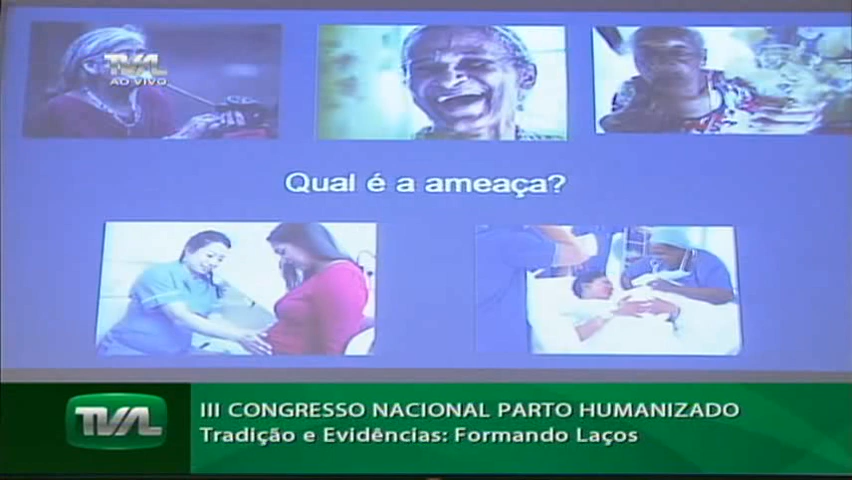 TVAL
AO VIVO
Qual é a ameaça?
TVAL
III CONGRESSO NACIONAL PARTO HUMANIZADO
Tradição e Evidências: Formando Laços